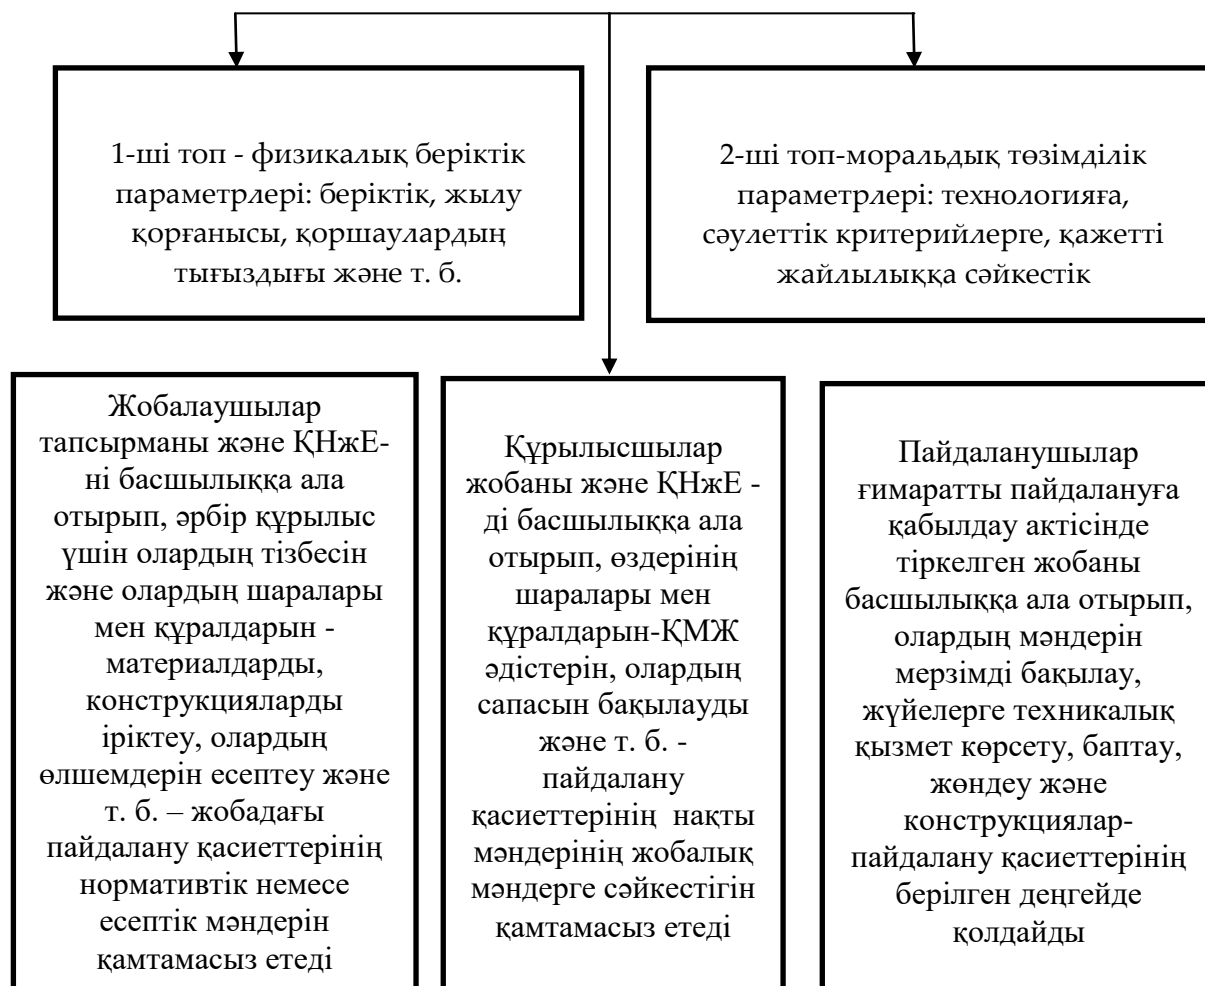 1-ші топ - физикалық беріктік
параметрлері: беріктік, жылу
қорғанысы, қоршаулардың
тығыздығы және т. б.
2-ші топ-моральдық төзімділік
параметрлері: технологияға,
сәулеттік критерийлерге, қажетті
жайлылыққа сәйкестік
Жобалаушылар
тапсырманы және ҚНжЕ-
ні басшылыққа ала
отырып, әрбір құрылыс
үшін олардың тізбесін
және олардың шаралары
мен құралдарын -
материалдарды,
конструкцияларды
іріктеу, олардың
өлшемдерін есептеу және
т. б. – жобадағы
пайдалану қасиеттерінің
нормативтік немесе
есептік мәндерін
қамтамасыз етеді
Құрылысшылар
жобаны және ҚНжЕ -
ді басшылыққа ала
отырып, өздерінің
шаралары мен
құралдарын-ҚМЖ
әдістерін, олардың
сапасын бақылауды
және т. б. -
пайдалану
қасиеттерінің нақты
мәндерінің жобалық
мәндерге сәйкестігін
қамтамасыз етеді
Пайдаланушылар
ғимаратты пайдалануға
қабылдау актісінде
тіркелген жобаны
басшылыққа ала отырып,
олардың мәндерін
мерзімді бақылау,
жүйелерге техникалық
қызмет көрсету, баптау,
жөндеу және
конструкциялар-
пайдалану қасиеттерінің
берілген деңгейде
қолдайды